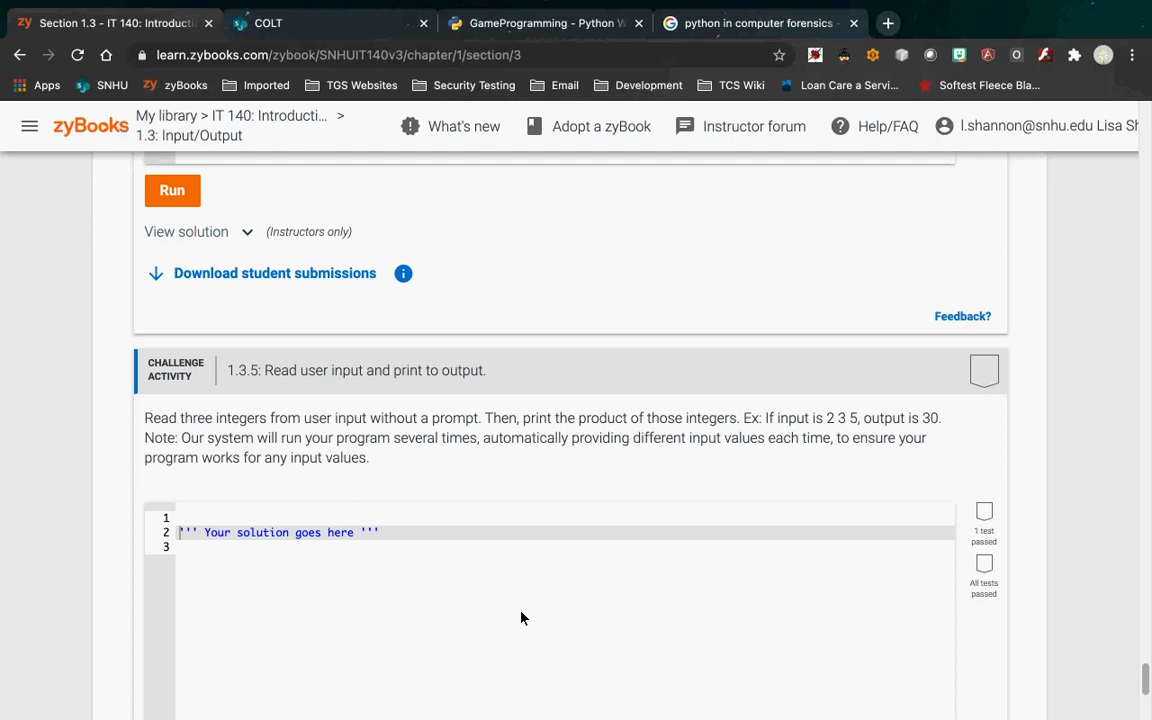 Section 1.3 - IT 140: Introducti
COLT
GameProgramming - Python W
python in computer forensics -
learn.zybooks.com/zybook/SNHUIT140v3/chapter/1/section/3
Apps
SNHU
zyBooks
Imported
TGS Websites
Security Testing
Email
Development
TCS Wiki
Loan Care a Servi...
Softest Fleece Bla...
zyBooks
My library > IT 140: Introducti... >
1.3: Input/Output
What's new
Adopt a zyBook
Instructor forum
Help/FAQ
l.shannon@snhu.edu Lisa Sh
Run
View solution
(Instructors only)
Download student submissions
Feedback?
CHALLENGE
ACTIVITY
1.3.5: Read user input and print to output.
Read three integers from user input without a prompt. Then, print the product of those integers. Ex: If input is 2 3 5, output is 30.
Note: Our system will run your program several times, automatically providing different input values each time, to ensure your
program works for any input values.
1
2 ''' Your solution goes here '''
3
1 test
passed
All tests
passed